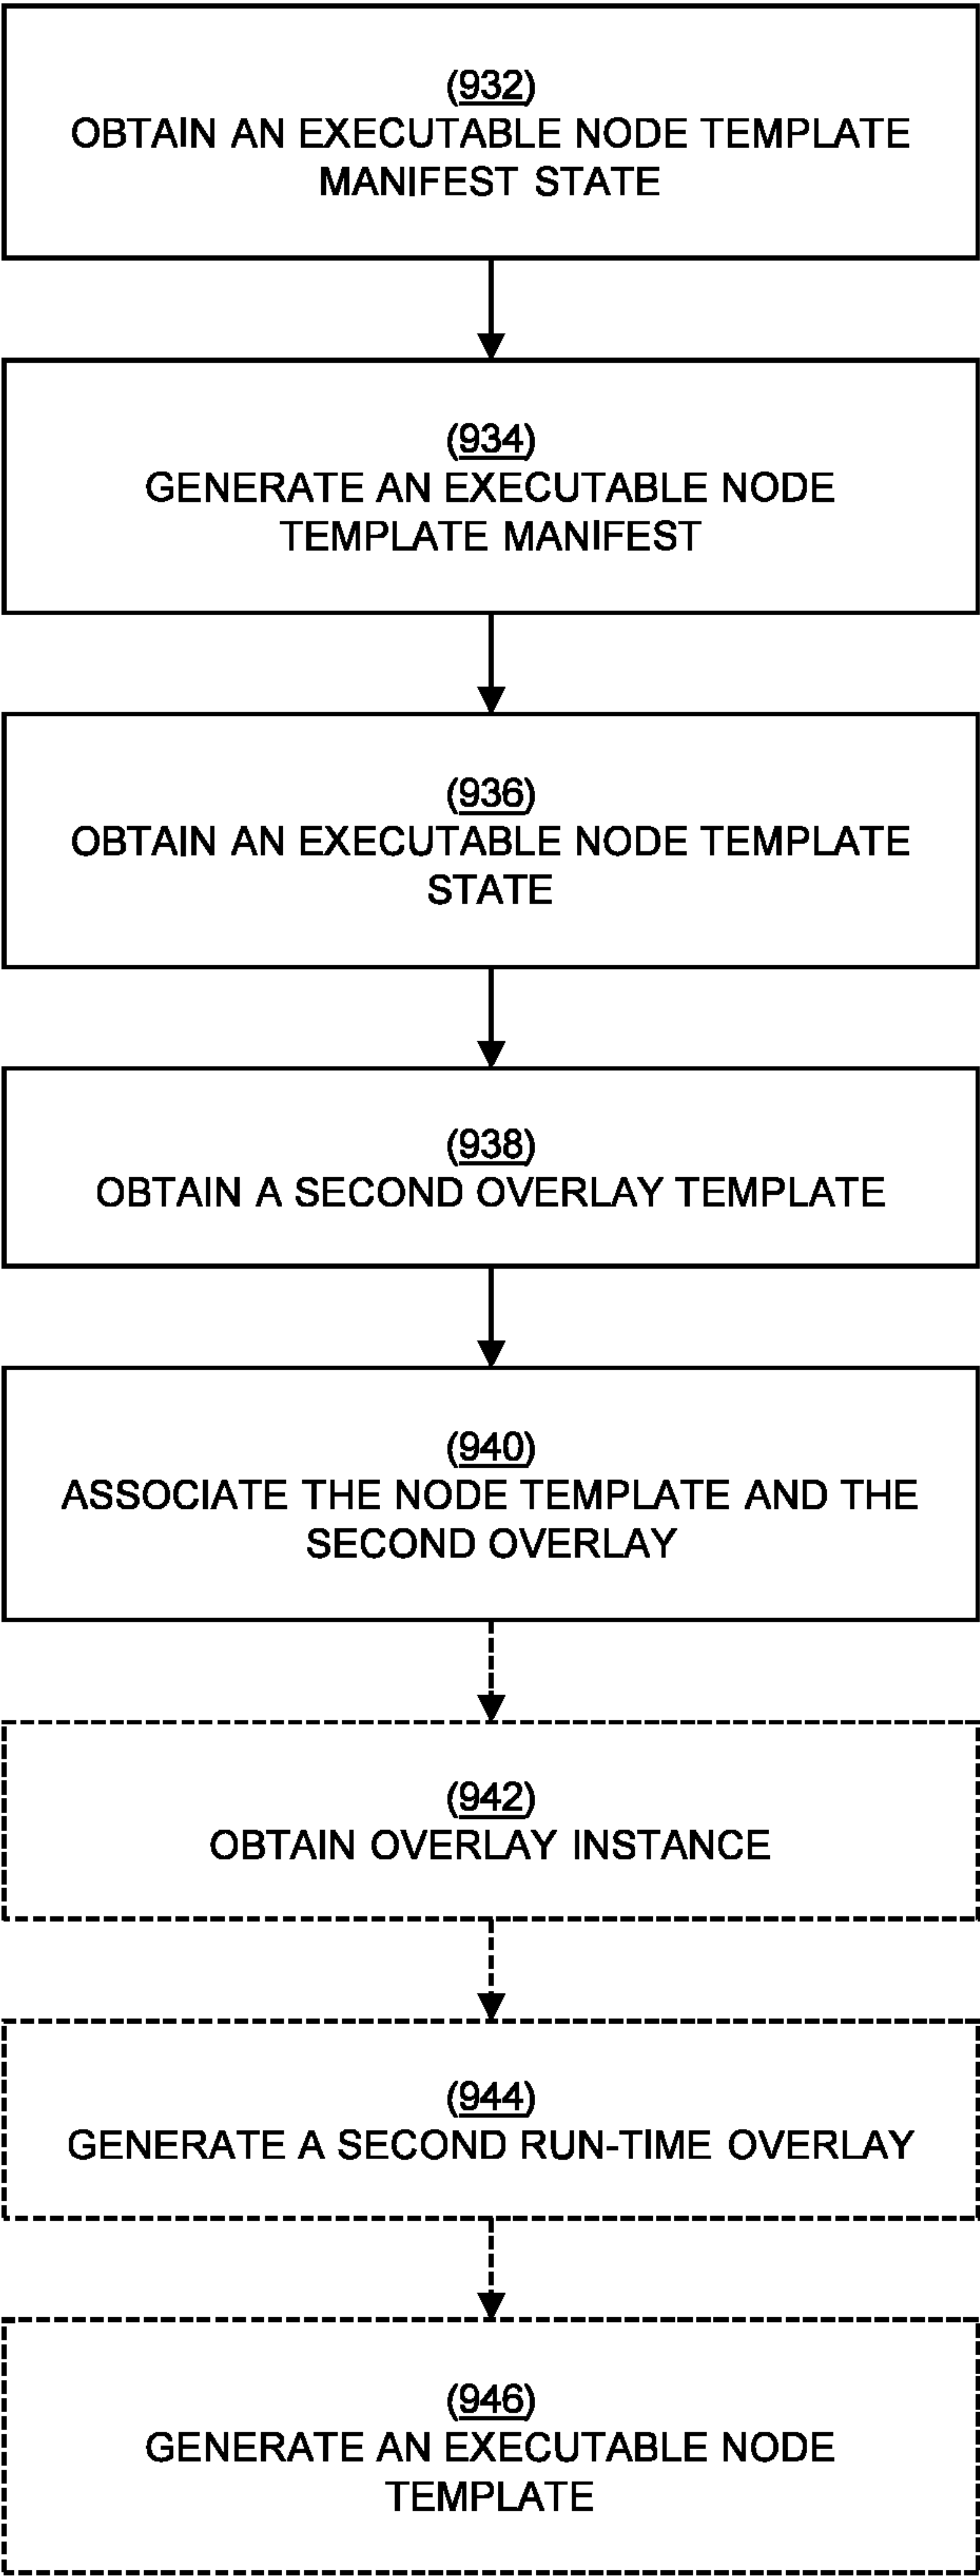 (932)
OBTAIN AN EXECUTABLE NODE TEMPLATE
MANIFEST STATE
(934)
GENERATE AN EXECUTABLE NODE
TEMPLATE MANIFEST
(936)
OBTAIN AN EXECUTABLE NODE TEMPLATE
STATE
(938)
OBTAIN A SECOND OVERLAY TEMPLATE
(940)
ASSOCIATE THE NODE TEMPLATE AND THE
SECOND OVERLAY
(942)
OBTAIN OVERLAY INSTANCE
(944)
GENERATE A SECOND RUN-TIME OVERLAY
(946)
GENERATE AN EXECUTABLE NODE
TEMPLATE